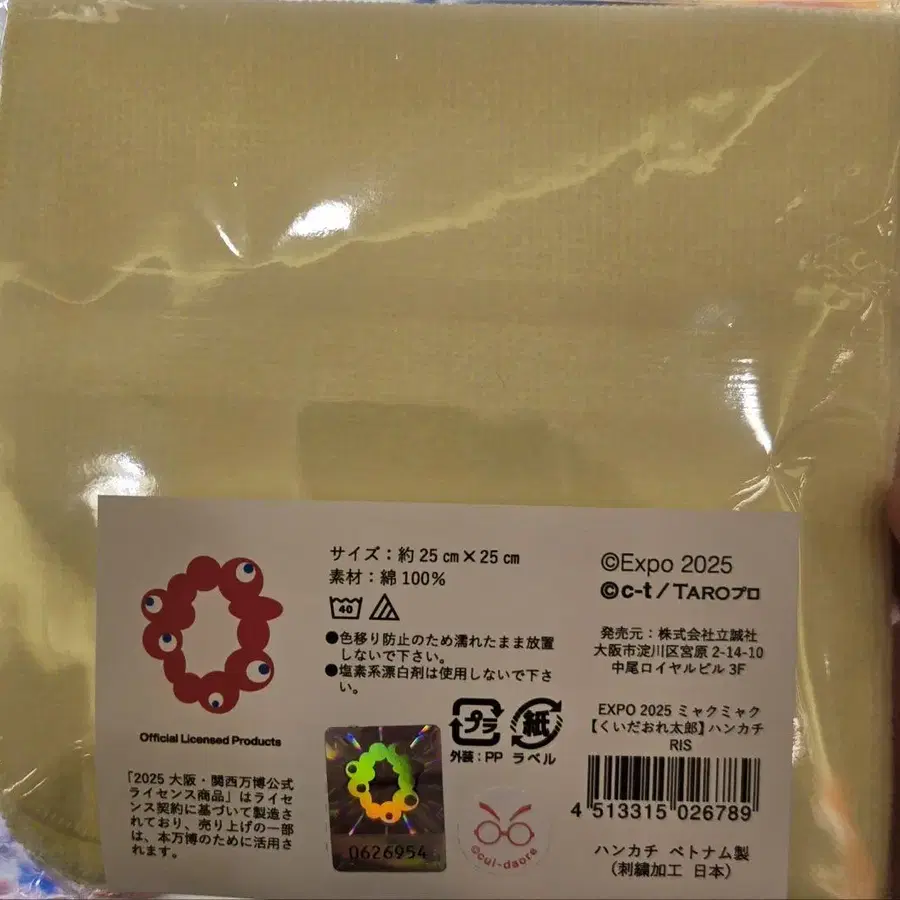 Official Licensed Products
「2025 大阪・関西万博公式
ライセンス商品」はライセ
ンス契約に基づいて製造さ
れており、売り上げの一部
は、本万博のために活用さ
れます。
サイズ：約25㎝×25㎝
素材：綿100%
40
●色移り防止のため濡れたまま放置
しないで下さい。
●塩素系漂白剤は使用しないで下さ
い。
プラ
紙
外装：PP ラベル
0626954
©cui-daore
©Expo 2025
©c-t / TAROプロ
発売元：株式会社立誠社
大阪市淀川区宮原 2-14-10
中尾ロイヤルビル 3F
EXPO 2025 ミャクミャク
【くいだおれ太郎】ハンカチ
RIS
4 513315 026789
ハンカチ ベトナム製
（刺繍加工 日本）